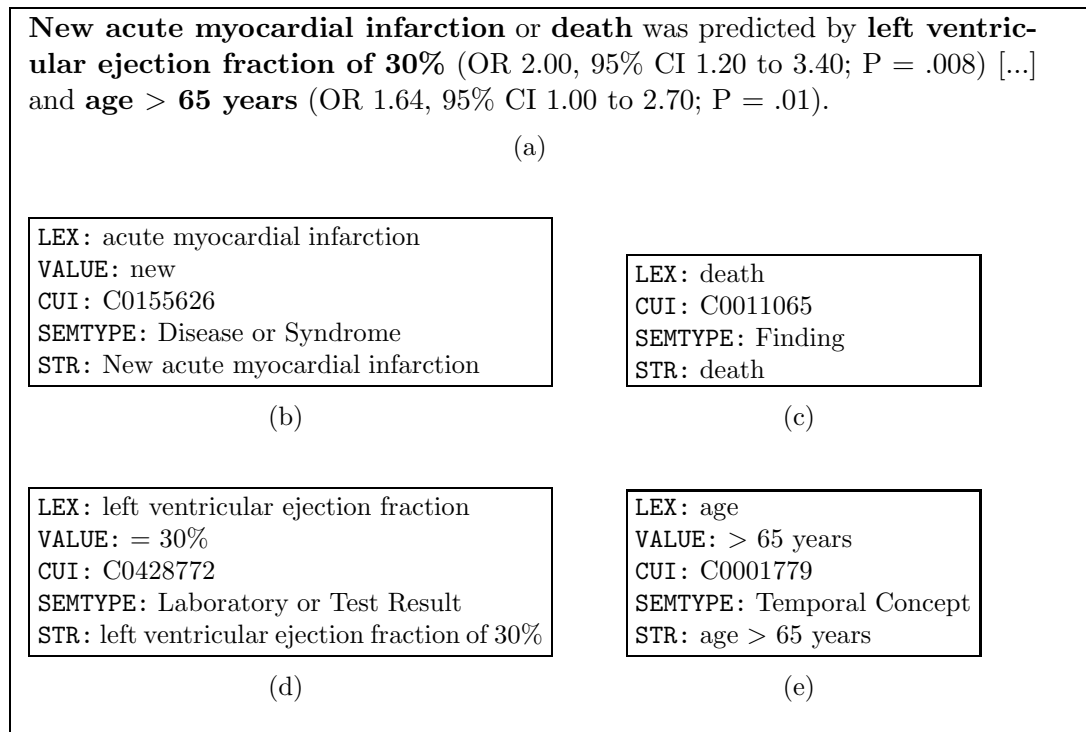 New acute myocardial infarction or death was predicted by left ventric-
ular ejection fraction of 30% (OR 2.00, 95% CI 1.20 to 3.40; P = .008) [...]
and age > 65 years (OR 1.64, 95% CI 1.00 to 2.70; P = .01).
(a)
LEX: acute myocardial infarction
VALUE: new
CUI: C0155626
SEMTYPE: Disease or Syndrome
STR: New acute myocardial infarction
(b)
LEX: death
CUI: C0011065
SEMTYPE: Finding
STR: death
(c)
LEX: left ventricular ejection fraction
VALUE: = 30%
CUI: C0428772
SEMTYPE: Laboratory or Test Result
STR: left ventricular ejection fraction of 30%
(d)
LEX: age
VALUE: > 65 years
CUI: C0001779
SEMTYPE: Temporal Concept
STR: age > 65 years
(e)